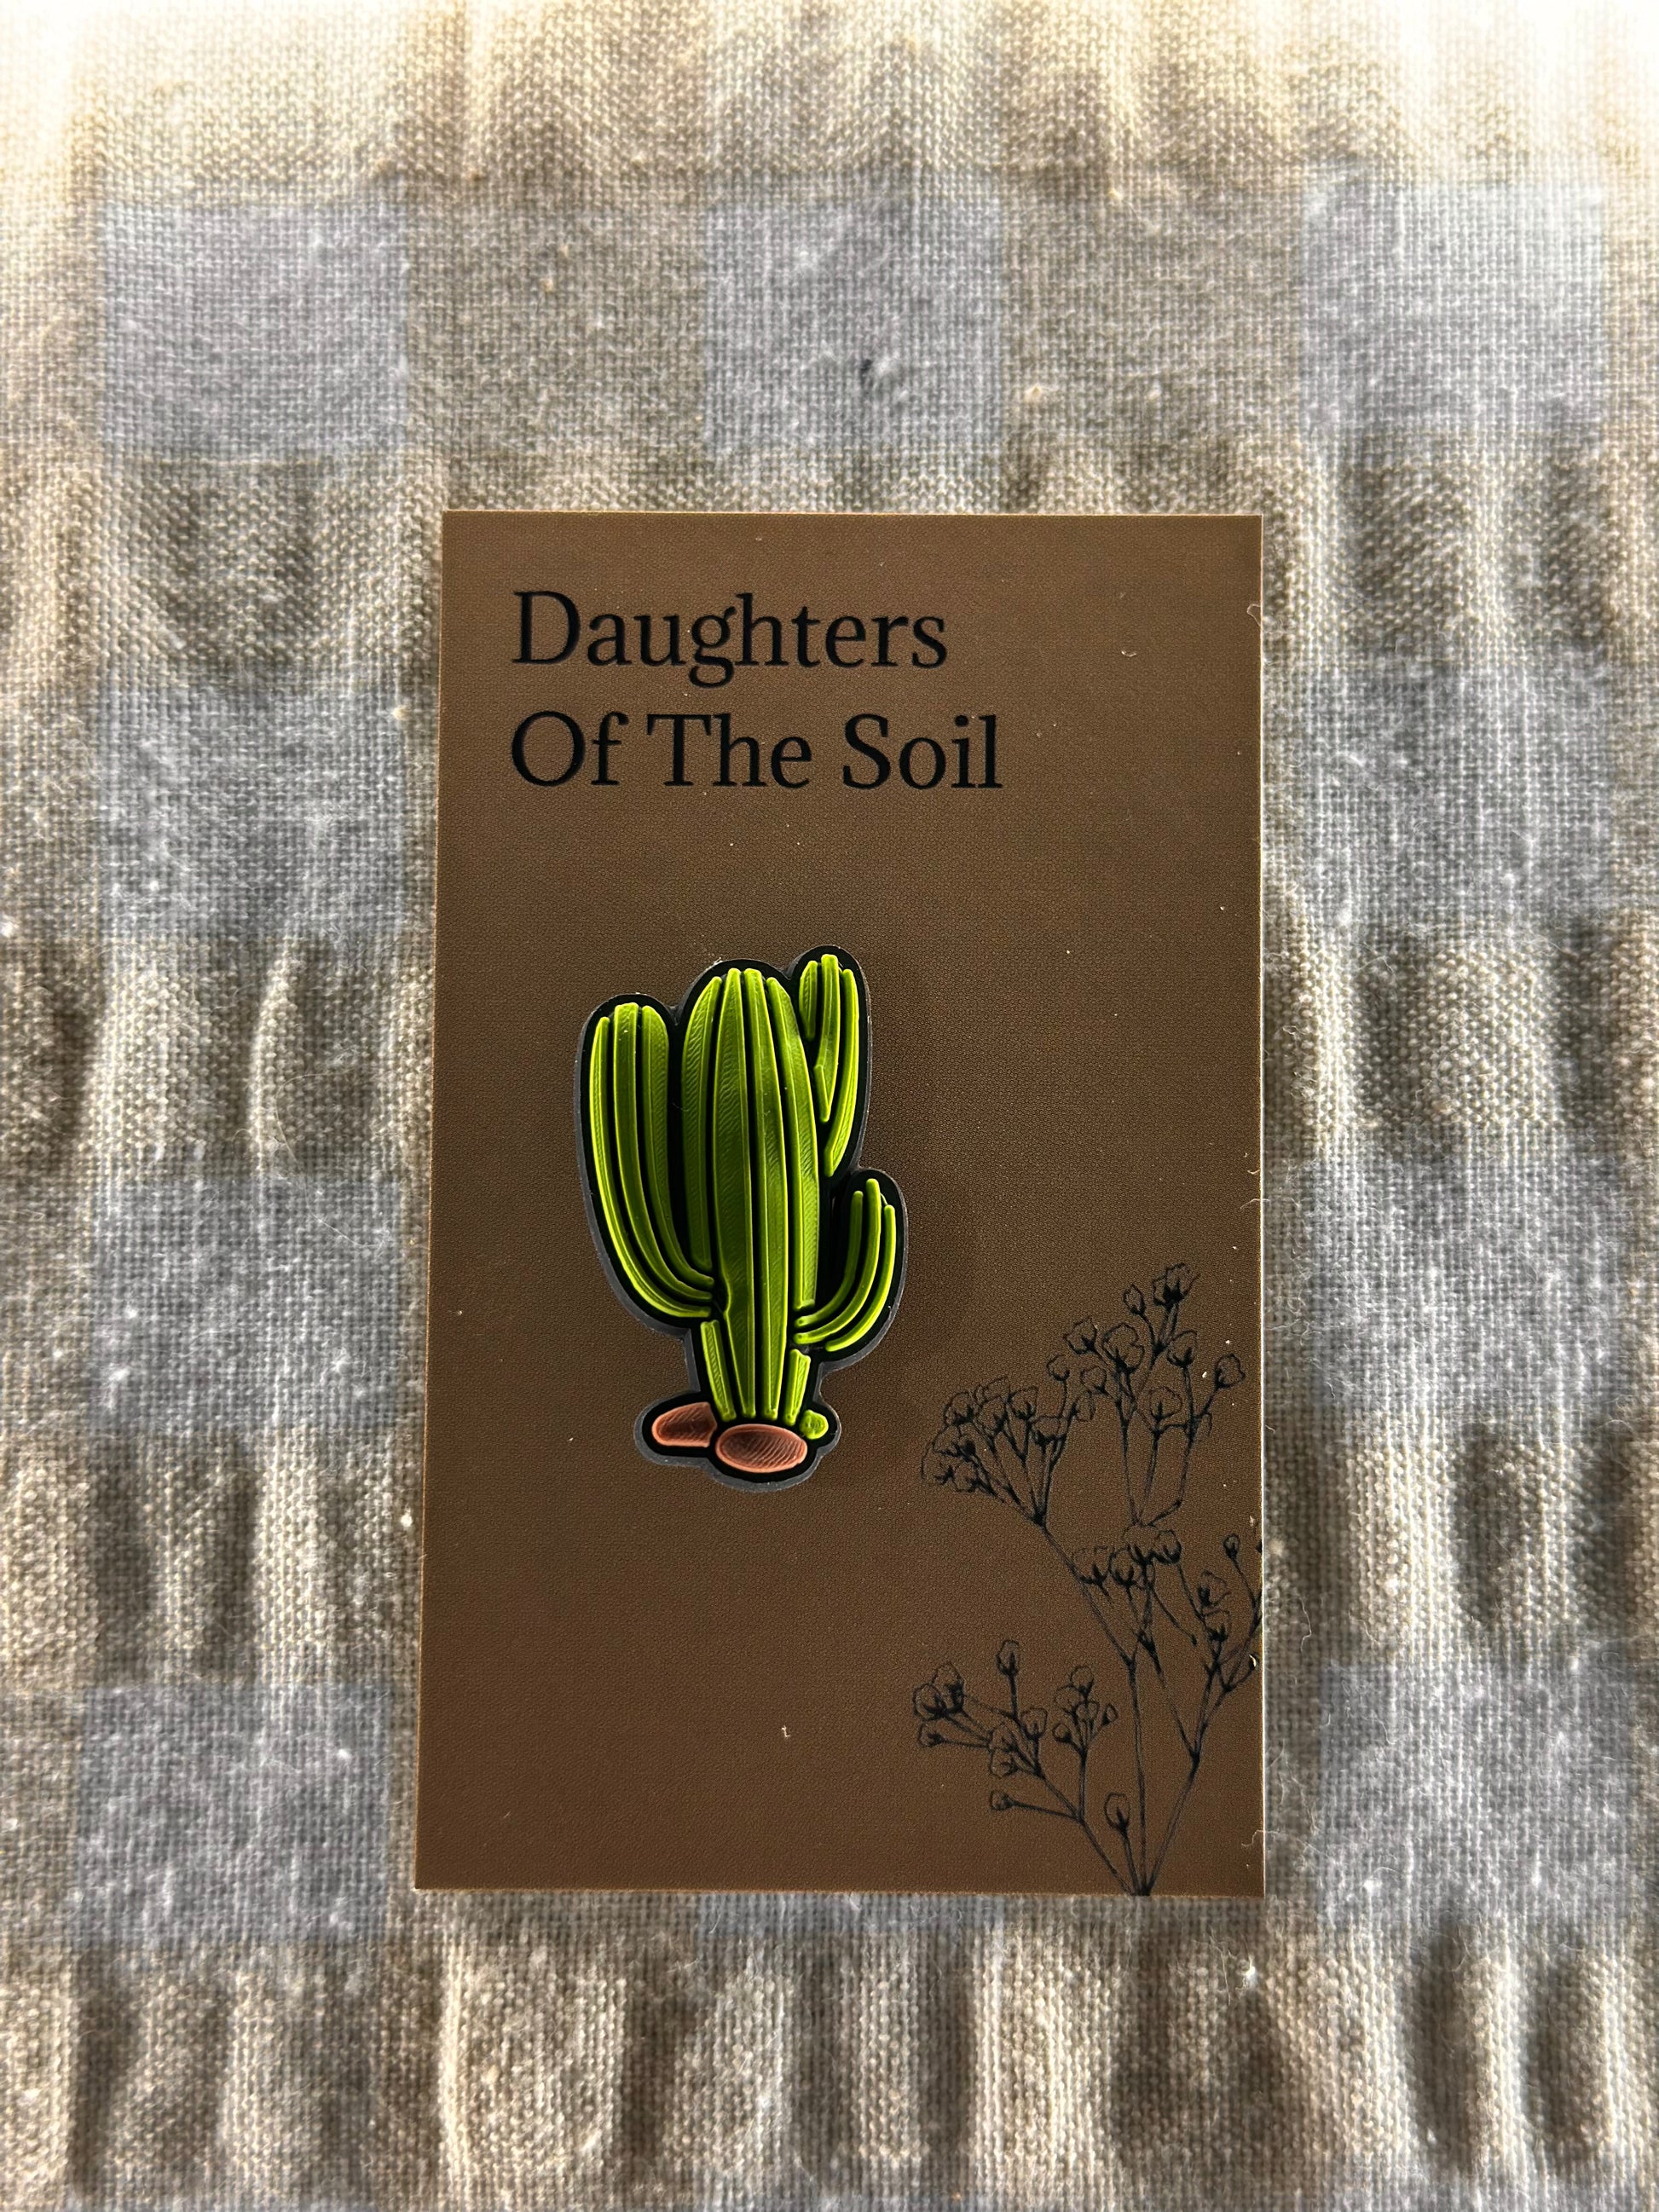 Daughters
Of The Soil